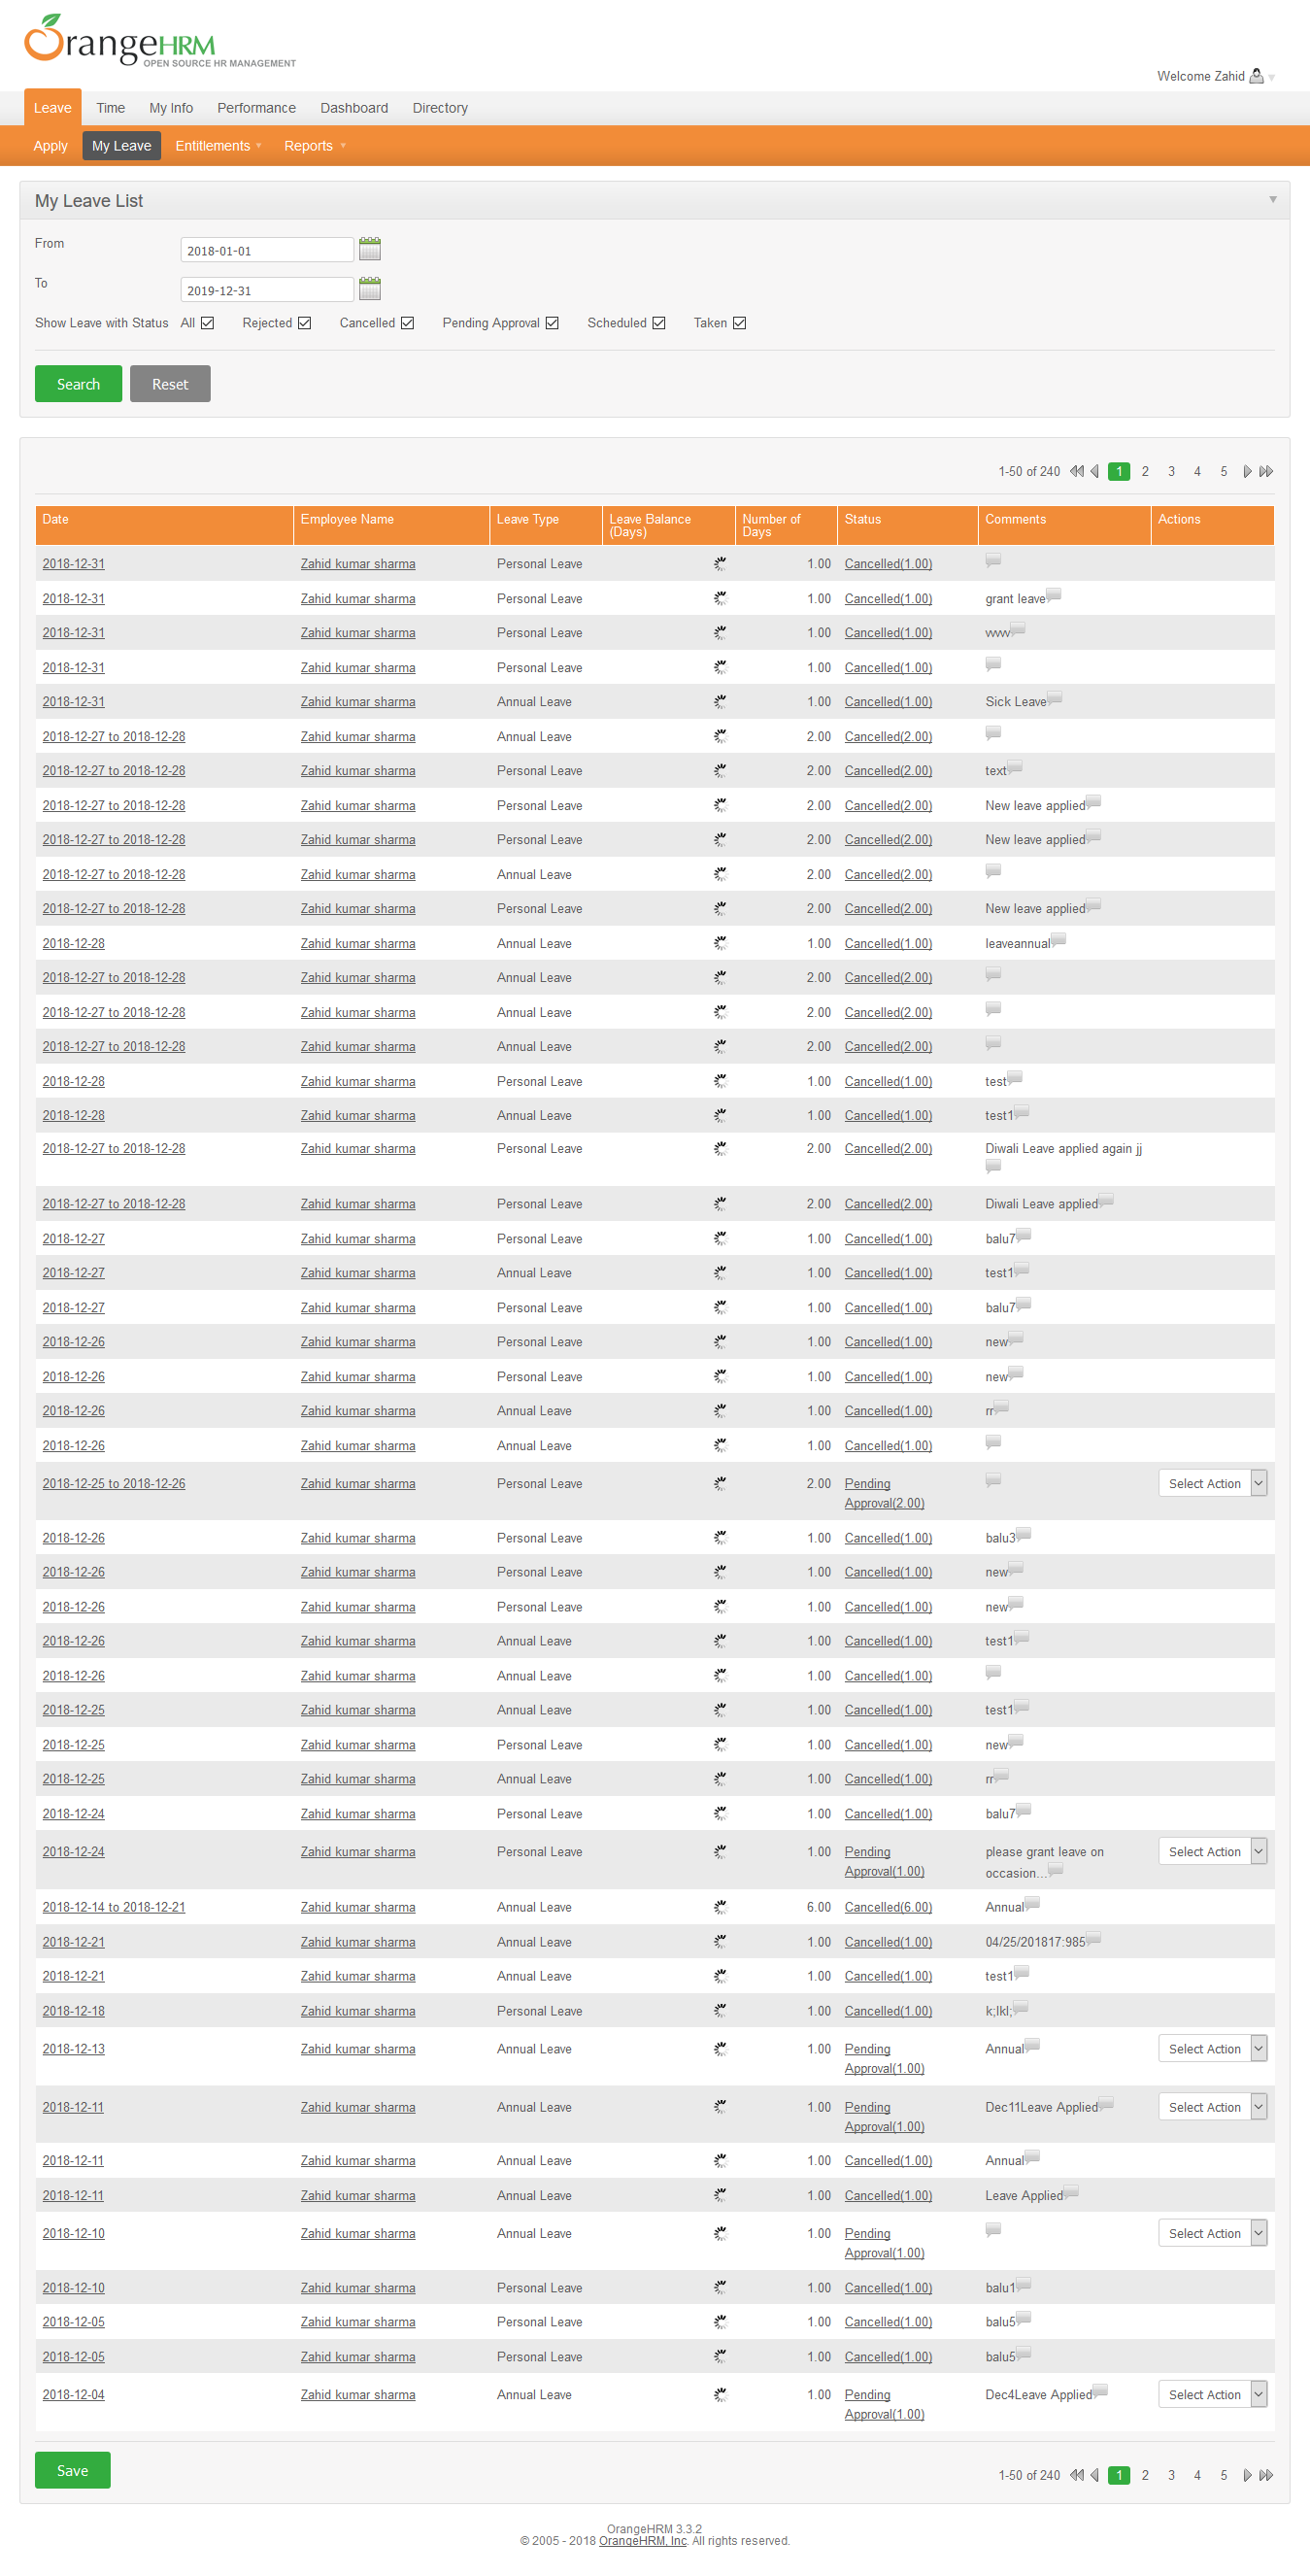 OrangeHRM
OPEN SOURCE HR MANAGEMENT
Welcome Zahid
Leave Time My Info Performance Dashboard Directory
Apply My Leave Entitlements Reports
My Leave List
From 2018-01-01
To 2019-12-31
Show Leave with Status All Rejected Cancelled Pending Approval Scheduled Taken
Search Reset
1-50 of 240 1 2 3 4 5
Date Employee Name Leave Type Leave Balance (Days) Number of Days Status Comments Actions
2018-12-31 Zahid kumar sharma Personal Leave 1.00 Cancelled(1.00)
2018-12-31 Zahid kumar sharma Personal Leave 1.00 Cancelled(1.00) grant leave
2018-12-31 Zahid kumar sharma Personal Leave 1.00 Cancelled(1.00)
2018-12-31 Zahid kumar sharma Personal Leave 1.00 Cancelled(1.00)
2018-12-31 Zahid kumar sharma Annual Leave 1.00 Cancelled(1.00) Sick Leave
2018-12-27 to 2018-12-28 Zahid kumar sharma Annual Leave 2.00 Cancelled(2.00)
2018-12-27 to 2018-12-28 Zahid kumar sharma Personal Leave 2.00 Cancelled(2.00) text
2018-12-27 to 2018-12-28 Zahid kumar sharma Personal Leave 2.00 Cancelled(2.00) New leave applied
2018-12-27 to 2018-12-28 Zahid kumar sharma Personal Leave 2.00 Cancelled(2.00) New leave applied
2018-12-27 to 2018-12-28 Zahid kumar sharma Annual Leave 2.00 Cancelled(2.00)
2018-12-27 to 2018-12-28 Zahid kumar sharma Personal Leave 2.00 Cancelled(2.00) New leave applied
2018-12-28 Zahid kumar sharma Annual Leave 1.00 Cancelled(1.00) leaveannual
2018-12-27 to 2018-12-28 Zahid kumar sharma Annual Leave 2.00 Cancelled(2.00)
2018-12-27 to 2018-12-28 Zahid kumar sharma Annual Leave 2.00 Cancelled(2.00)
2018-12-27 to 2018-12-28 Zahid kumar sharma Annual Leave 2.00 Cancelled(2.00)
2018-12-28 Zahid kumar sharma Personal Leave 1.00 Cancelled(1.00) test
2018-12-28 Zahid kumar sharma Annual Leave 1.00 Cancelled(1.00) test1
2018-12-27 to 2018-12-28 Zahid kumar sharma Personal Leave 2.00 Cancelled(2.00) Diwali Leave applied again jj
2018-12-27 to 2018-12-28 Zahid kumar sharma Personal Leave 2.00 Cancelled(2.00) Diwali Leave applied
2018-12-27 Zahid kumar sharma Personal Leave 1.00 Cancelled(1.00) balu7
2018-12-27 Zahid kumar sharma Annual Leave 1.00 Cancelled(1.00) test1
2018-12-27 Zahid kumar sharma Personal Leave 1.00 Cancelled(1.00) balu7
2018-12-26 Zahid kumar sharma Personal Leave 1.00 Cancelled(1.00) new
2018-12-26 Zahid kumar sharma Personal Leave 1.00 Cancelled(1.00) new
2018-12-26 Zahid kumar sharma Annual Leave 1.00 Cancelled(1.00) rr
2018-12-26 Zahid kumar sharma Annual Leave 1.00 Cancelled(1.00)
2018-12-25 to 2018-12-26 Zahid kumar sharma Personal Leave 2.00 Pending Approval(2.00) Select Action
2018-12-26 Zahid kumar sharma Personal Leave 1.00 Cancelled(1.00) balu3
2018-12-26 Zahid kumar sharma Personal Leave 1.00 Cancelled(1.00) new
2018-12-26 Zahid kumar sharma Personal Leave 1.00 Cancelled(1.00) new
2018-12-26 Zahid kumar sharma Annual Leave 1.00 Cancelled(1.00) test1
2018-12-26 Zahid kumar sharma Annual Leave 1.00 Cancelled(1.00)
2018-12-25 Zahid kumar sharma Annual Leave 1.00 Cancelled(1.00) test1
2018-12-25 Zahid kumar sharma Personal Leave 1.00 Cancelled(1.00) new
2018-12-25 Zahid kumar sharma Annual Leave 1.00 Cancelled(1.00) rr
2018-12-24 Zahid kumar sharma Personal Leave 1.00 Cancelled(1.00) balu7
2018-12-24 Zahid kumar sharma Personal Leave 1.00 Pending Approval(1.00) please grant leave on occasion... Select Action
2018-12-14 to 2018-12-21 Zahid kumar sharma Annual Leave 6.00 Cancelled(6.00) Annual
2018-12-21 Zahid kumar sharma Annual Leave 1.00 Cancelled(1.00) 04/25/201817:985
2018-12-21 Zahid kumar sharma Annual Leave 1.00 Cancelled(1.00) test1
2018-12-18 Zahid kumar sharma Personal Leave 1.00 Cancelled(1.00) k;lkl;
2018-12-13 Zahid kumar sharma Annual Leave 1.00 Pending Approval(1.00) Annual Select Action
2018-12-11 Zahid kumar sharma Annual Leave 1.00 Pending Approval(1.00) Dec11Leave Applied Select Action
2018-12-11 Zahid kumar sharma Annual Leave 1.00 Cancelled(1.00) Annual
2018-12-11 Zahid kumar sharma Annual Leave 1.00 Cancelled(1.00) Leave Applied
2018-12-10 Zahid kumar sharma Annual Leave 1.00 Pending Approval(1.00) Select Action
2018-12-10 Zahid kumar sharma Personal Leave 1.00 Cancelled(1.00) balu1
2018-12-05 Zahid kumar sharma Personal Leave 1.00 Cancelled(1.00) balu5
2018-12-05 Zahid kumar sharma Personal Leave 1.00 Cancelled(1.00) balu5
2018-12-04 Zahid kumar sharma Annual Leave 1.00 Pending Approval(1.00) Dec4Leave Applied Select Action
Save
1-50 of 240 1 2 3 4 5
OrangeHRM 3.3.2
© 2005 - 2018 OrangeHRM, Inc. All rights reserved.